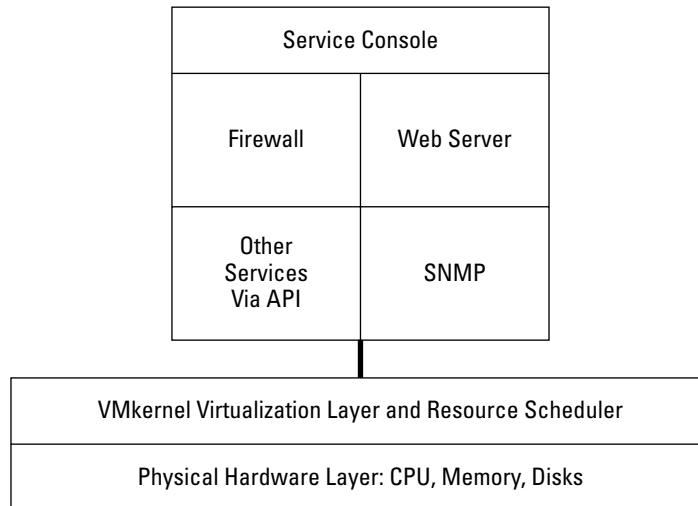 Service Console
Firewall
Web Server
Other
Services
Via API
SNMP
VMkernel Virtualization Layer and Resource Scheduler
Physical Hardware Layer: CPU, Memory, Disks